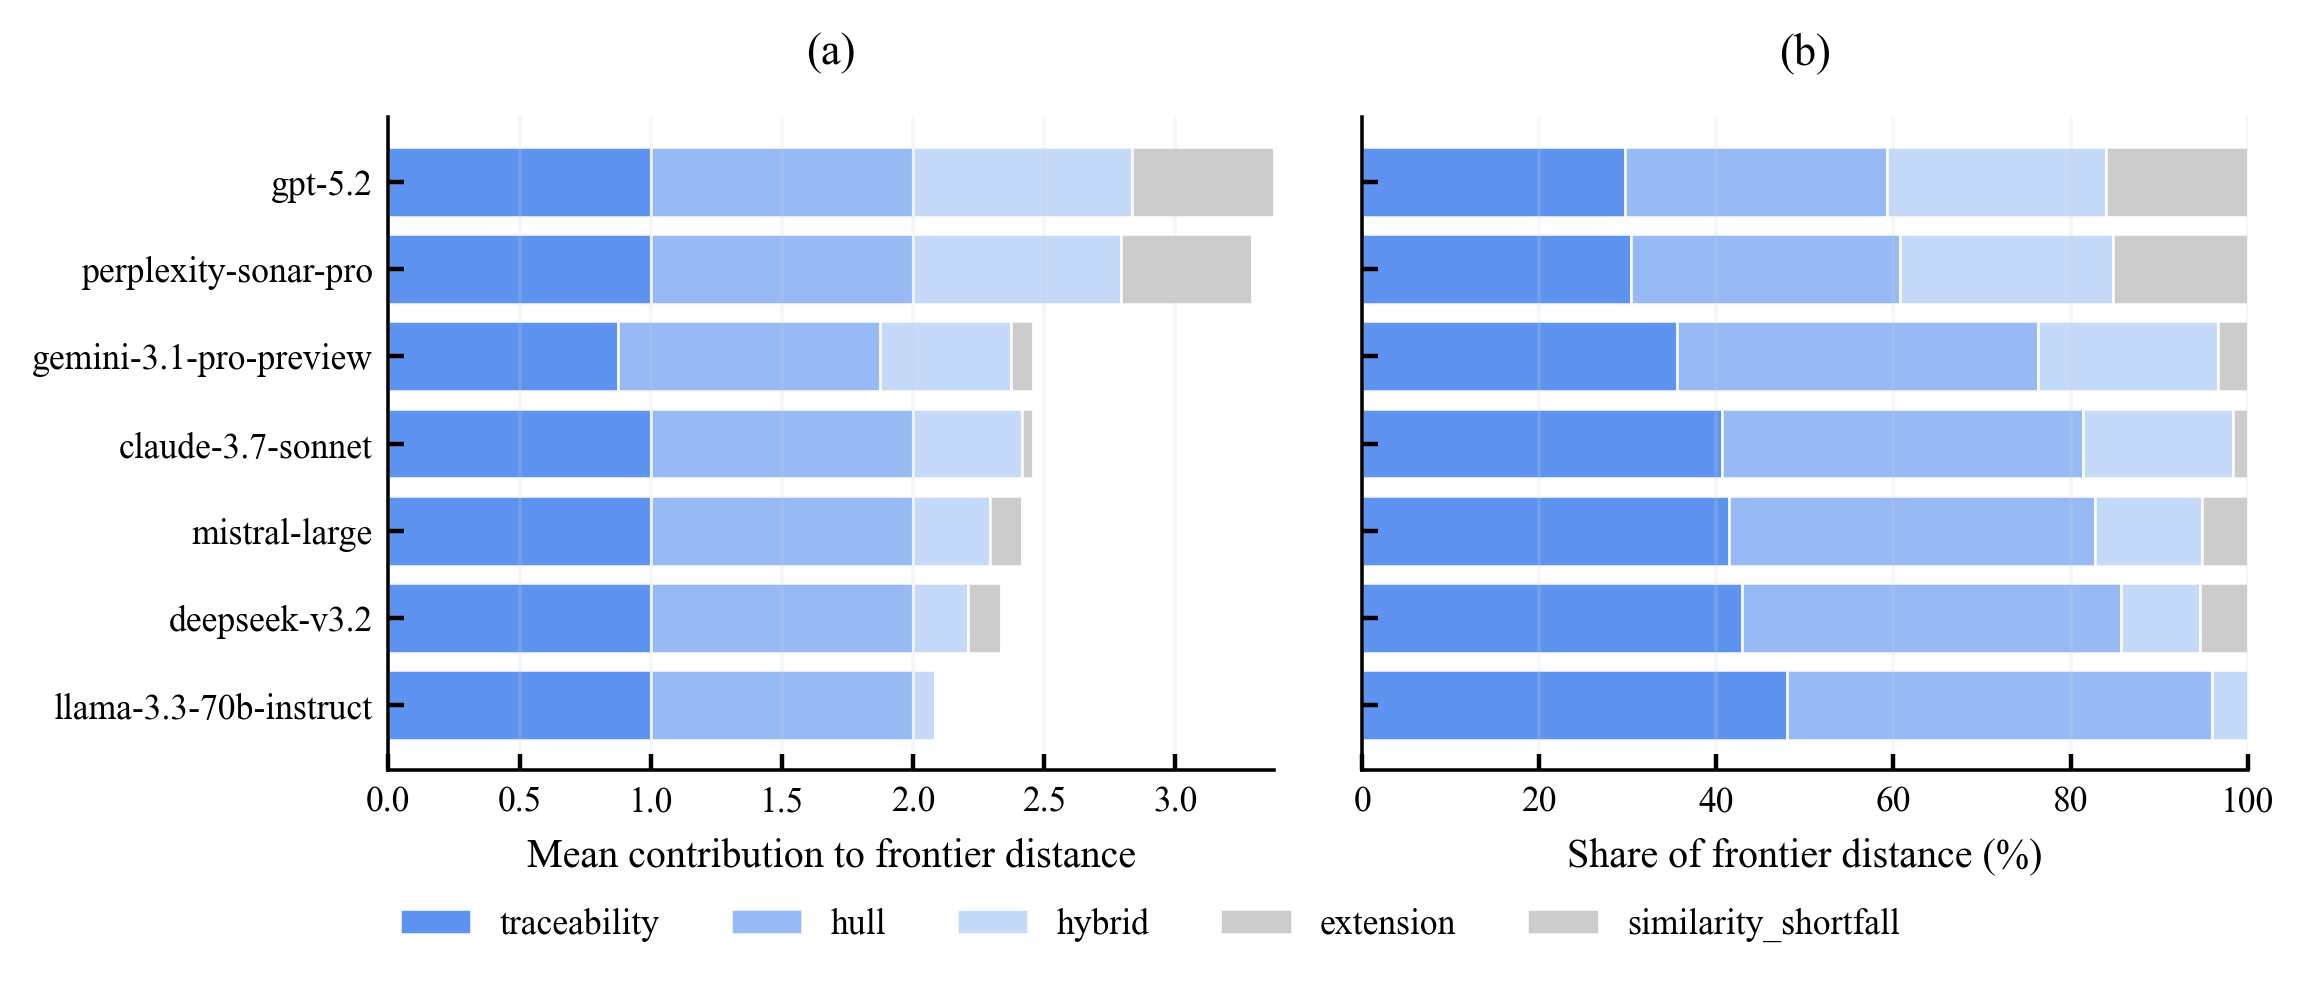 (a)
(b)
gpt-5.2
perplexity-sonar-pro
gemini-3.1-pro-preview
claude-3.7-sonnet
mistral-large
deepseek-v3.2
llama-3.3-70b-instruct
0.0 0.5 1.0 1.5 2.0 2.5 3.0
0 20 40 60 80 100
Mean contribution to frontier distance
Share of frontier distance (%)
traceability hull hybrid extension similarity_shortfall